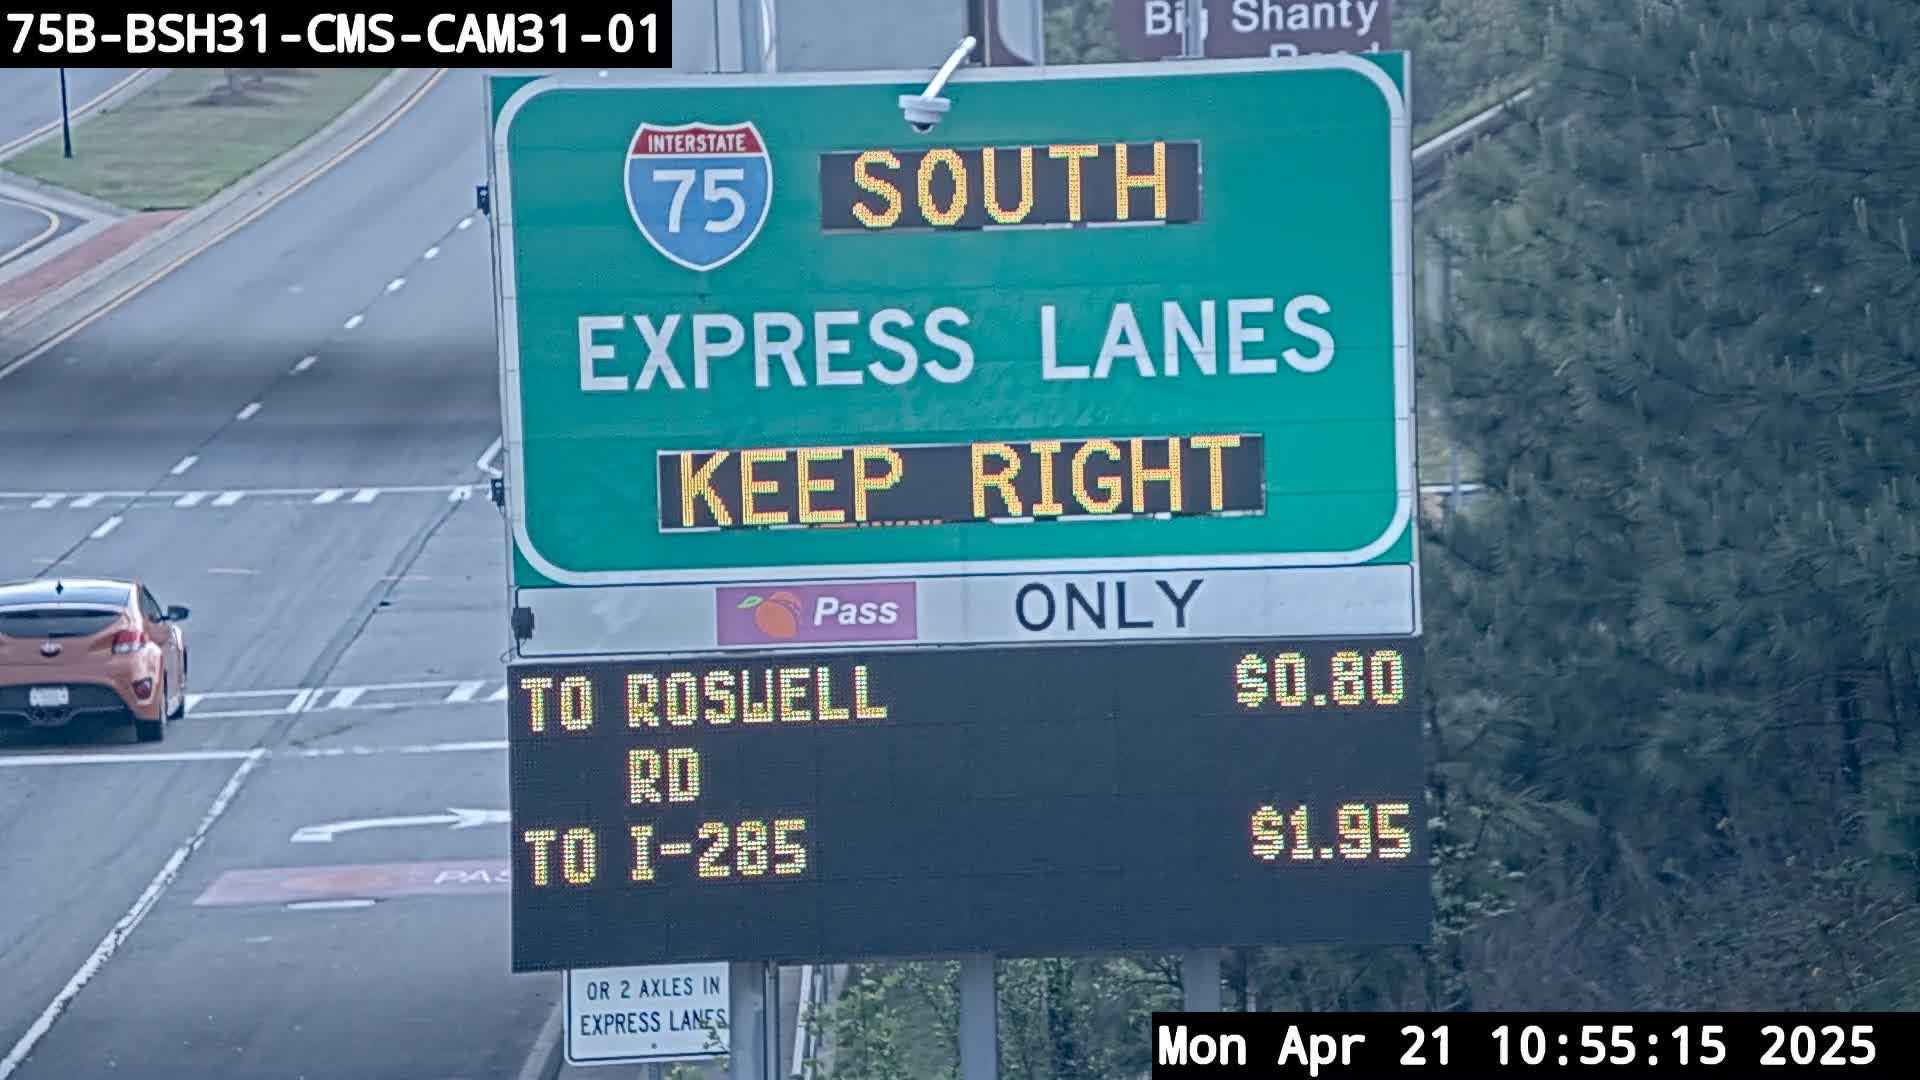 75B-BSH31-CMS-CAM31-01
Big Shanty
Road
INTERSTATE
75
SOUTH
EXPRESS LANES
KEEP RIGHT
Pass
ONLY
TO ROSWELL $0.80
RD
TO I-285 $1.95
PAS
OR 2 AXLES IN
EXPRESS LANES
Mon Apr 21 10:55:15 2025